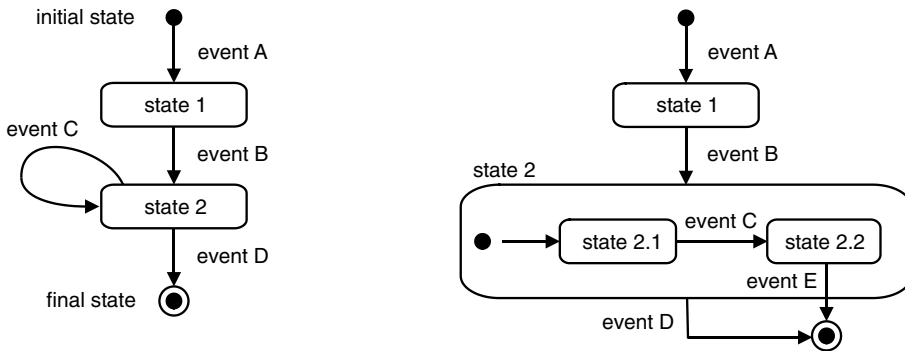 initial state
event A
state 1
event C
event B
state 2
event D
final state
event A
state 1
event B
state 2
event C
state 2.1
state 2.2
event E
event D